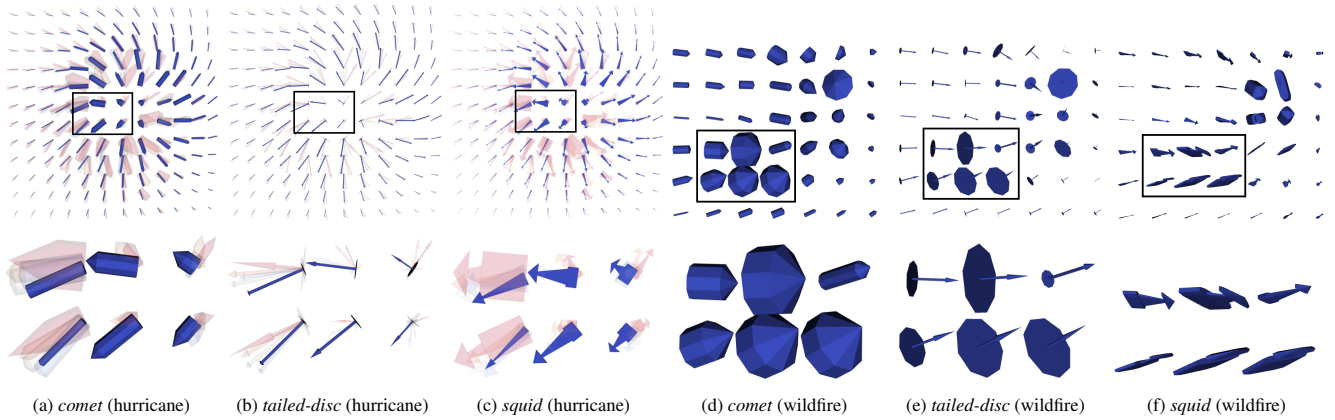 (a) comet (hurricane)
(b) tailed-disc (hurricane)
(c) squid (hurricane)
(d) comet (wildfire)
(e) tailed-disc (wildfire)
(f) squid (wildfire)